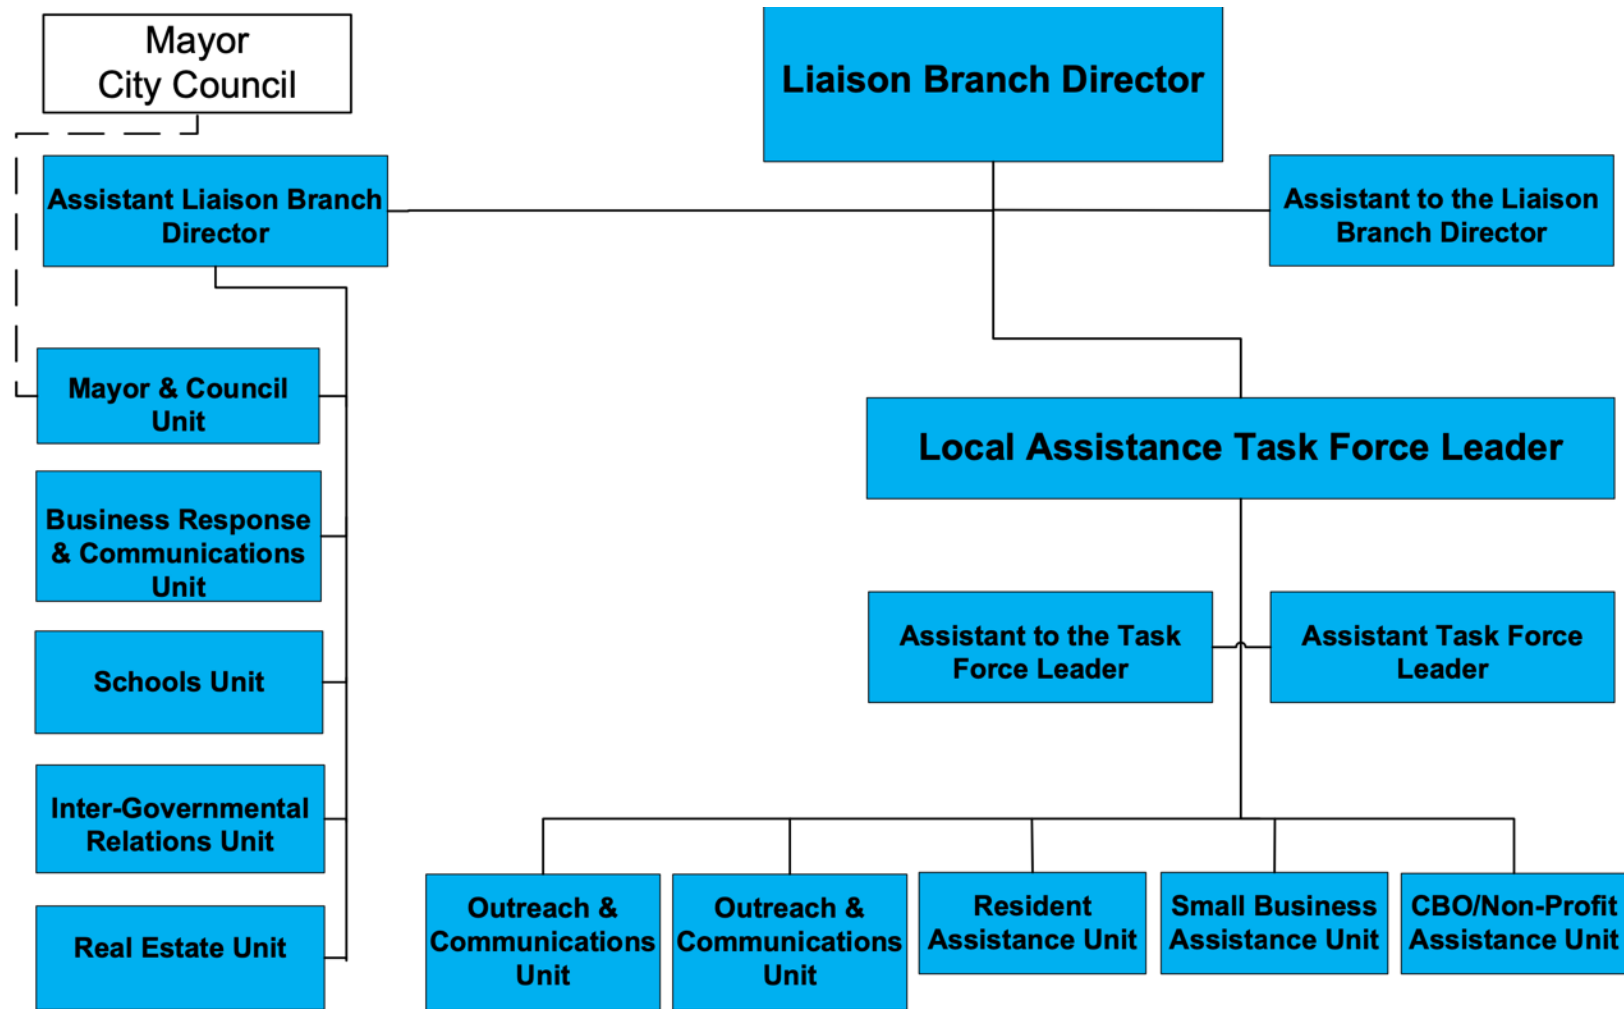 Mayor
City Council
Liaison Branch Director
Assistant Liaison Branch
Director
Assistant to the Liaison
Branch Director
Mayor & Council
Unit
Business Response
& Communications
Unit
Schools Unit
Inter-Governmental
Relations Unit
Real Estate Unit
Local Assistance Task Force Leader
Assistant to the Task
Force Leader
Assistant Task Force
Leader
Outreach &
Communications
Unit
Outreach &
Communications
Unit
Resident
Assistance Unit
Small Business
Assistance Unit
CBO/Non-Profit
Assistance Unit